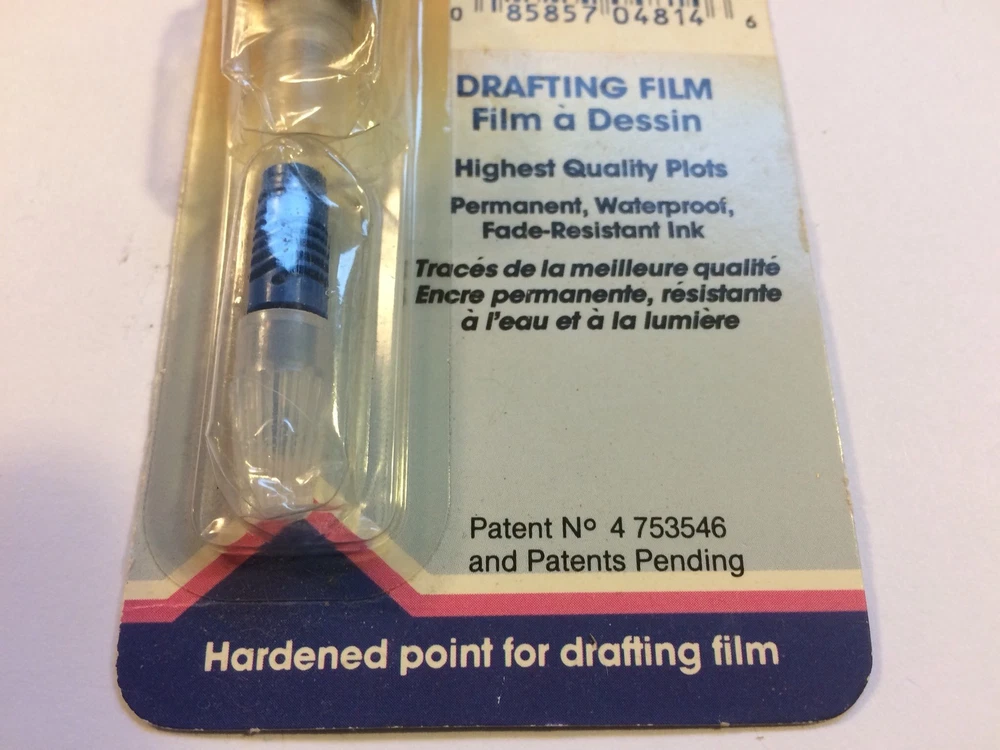 0 85857 04814 6
DRAFTING FILM
Film à Dessin
Highest Quality Plots
Permanent, Waterproof,
Fade-Resistant Ink
Tracés de la meilleure qualité
Encre permanente, résistante
à l'eau et à la lumière
Patent Nº 4 753546
and Patents Pending
Hardened point for drafting film